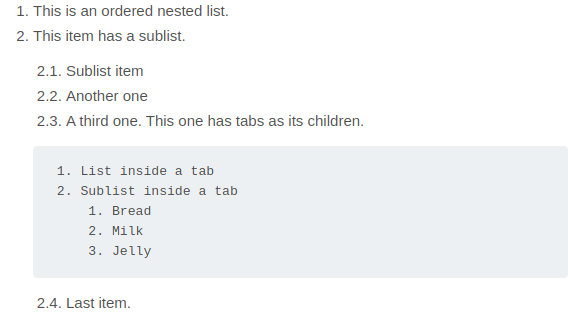 1. This is an ordered nested list.
2. This item has a sublist.
2.1. Sublist item
2.2. Another one
2.3. A third one. This one has tabs as its children.
1. List inside a tab
2. Sublist inside a tab
1. Bread
2. Milk
3. Jelly
2.4. Last item.